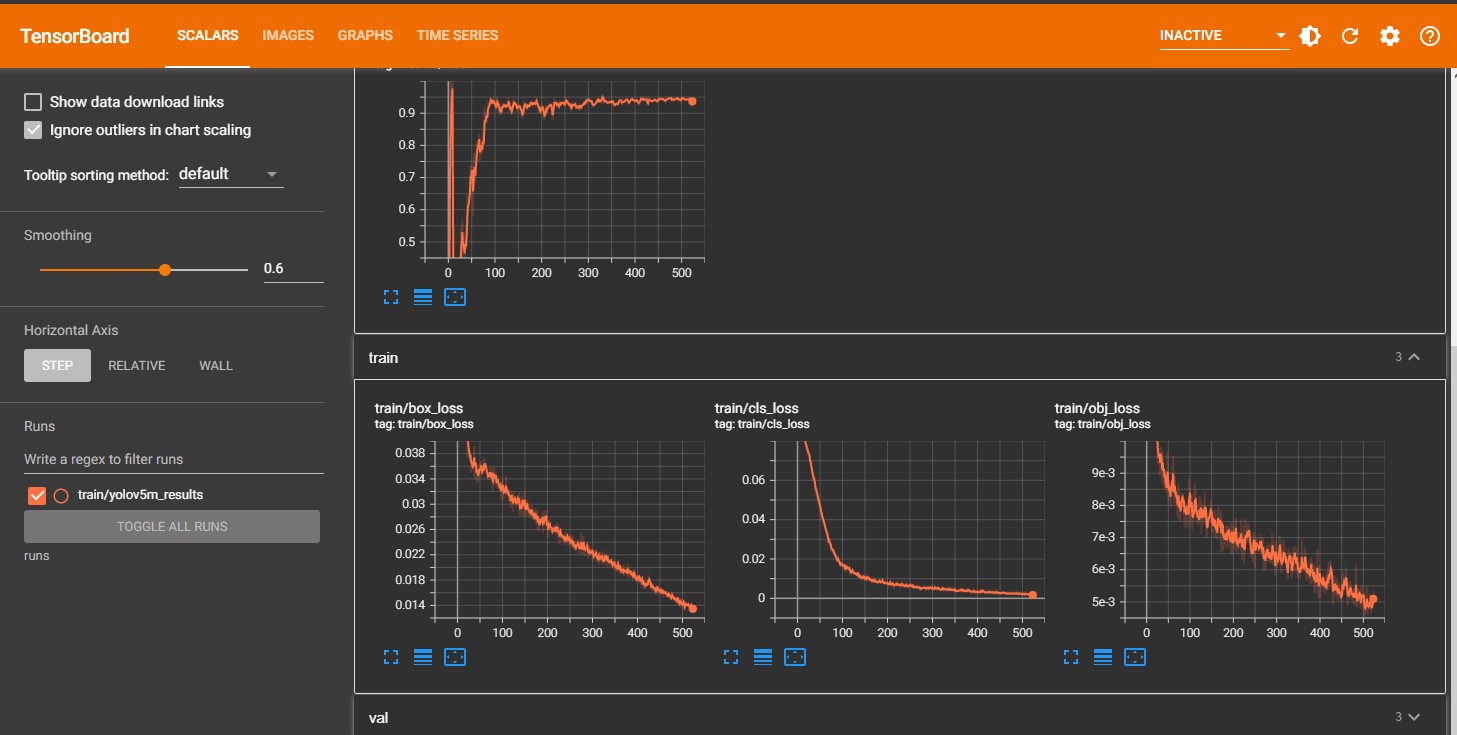 TensorBoard SCALARS IMAGES GRAPHS TIME SERIES INACTIVE
Show data download links
Ignore outliers in chart scaling
Tooltip sorting method: default
Smoothing
0.6
Horizontal Axis
STEP RELATIVE WALL
Runs
Write a regex to filter runs
train/yolov5m_results
TOGGLE ALL RUNS
runs
0.9
0.8
0.7
0.6
0.5
0 100 200 300 400 500
train 3
train/box_loss
tag: train/box_loss
0.038
0.034
0.03
0.026
0.022
0.018
0.014
0 100 200 300 400 500
train/cls_loss
tag: train/cls_loss
0.06
0.04
0.02
0
0 100 200 300 400 500
train/obj_loss
tag: train/obj_loss
9e-3
8e-3
7e-3
6e-3
5e-3
0 100 200 300 400 500
val 3